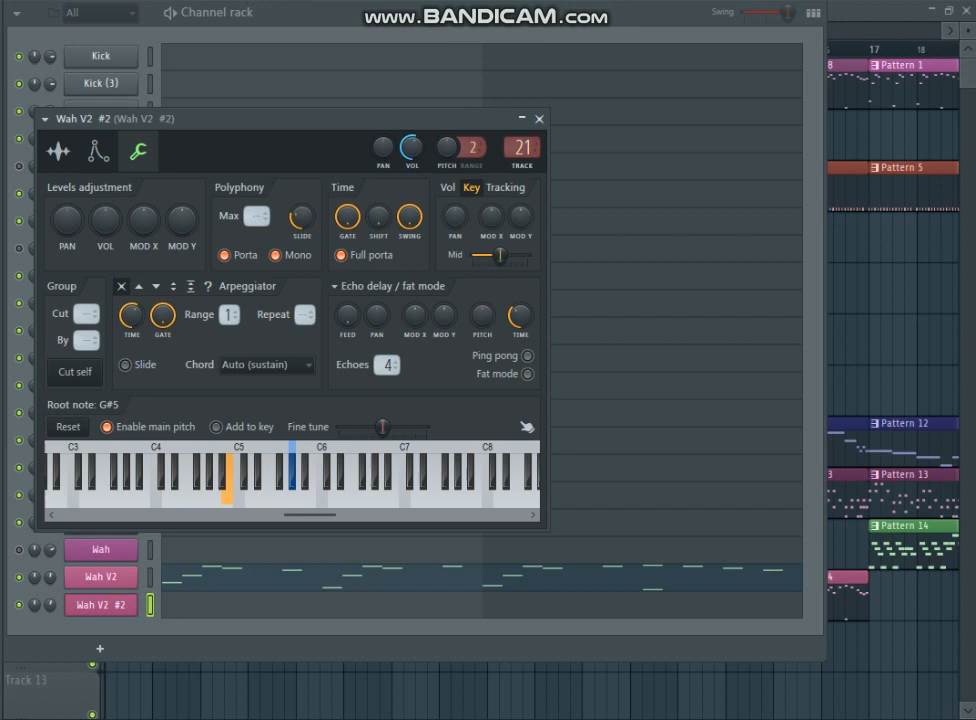 All
Channel rack
www.BANDICAM.com
Swing
Kick
Kick (3)
Wah V2 #2 (Wah V2 #2)
PAN
VOL
PITCH
RANGE
2
21
TRACK
Levels adjustment
PAN
VOL
MOD X
MOD Y
Polyphony
Max
SLIDE
Porta
Mono
Time
GATE
SHIFT
SWING
Full porta
Vol Key Tracking
PAN
MOD X
MOD Y
Mid
Group
Cut
By
Cut self
?
Arpeggiator
TIME
GATE
Range
1
Repeat
Slide
Chord
Auto (sustain)
Echo delay / fat mode
FEED
PAN
MOD X
MOD Y
PITCH
TIME
Echoes
4
Ping pong
Fat mode
Root note: G#5
Reset
Enable main pitch
Add to key
Fine tune
C3
C4
C5
C6
C7
C8
Wah
Wah V2
Wah V2 #2
+
Track 13
17
18
8
Pattern 1
Pattern 5
Pattern 12
3
Pattern 13
Pattern 14
4